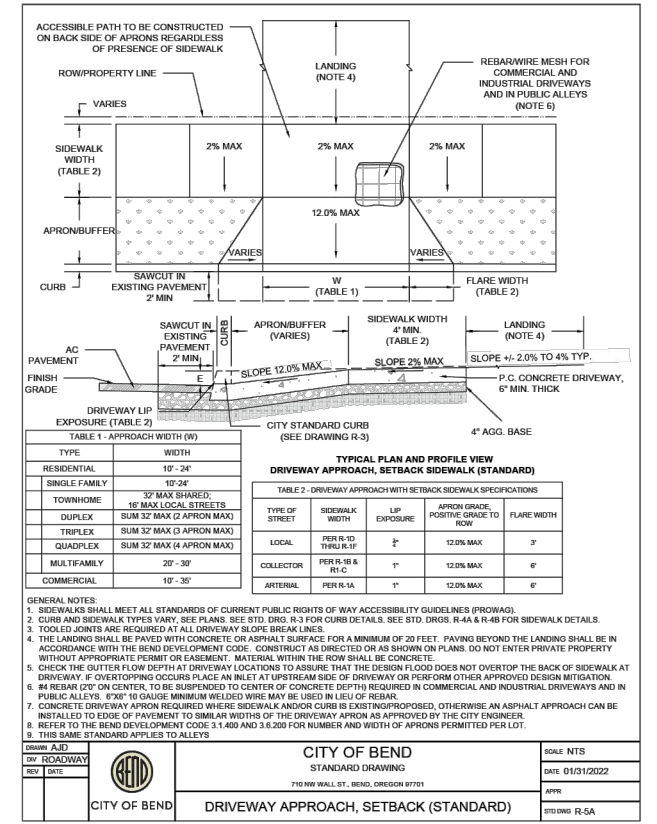 ACCESSIBLE PATH TO BE CONSTRUCTED
ON BACK SIDE OF APRONS REGARDLESS
OF PRESENCE OF SIDEWALK
ROW/PROPERTY LINE
LANDING
(NOTE 4)
REBAR/WIRE MESH FOR
COMMERCIAL AND
INDUSTRIAL DRIVEWAYS
AND IN PUBLIC ALLEYS
(NOTE 6)
VARIES
SIDEWALK
WIDTH
(TABLE 2)
2% MAX
2% MAX
2% MAX
12.0% MAX
APRON/BUFFER
VARIES
VARIES
CURB
SAWCUT IN
EXISTING PAVEMENT
2' MIN
W
(TABLE 1)
FLARE WIDTH
(TABLE 2)
SAWCUT IN
EXISTING
PAVEMENT
2' MIN
CURB
APRON/BUFFER
(VARIES)
SIDEWALK WIDTH
4' MIN.
(TABLE 2)
LANDING
(NOTE 4)
AC
PAVEMENT
FINISH
GRADE
E
SLOPE 12.0% MAX
SLOPE 2% MAX
SLOPE +/- 2.0% TO 4% TYP.
P.C. CONCRETE DRIVEWAY,
6" MIN. THICK
DRIVEWAY LIP
EXPOSURE (TABLE 2)
CITY STANDARD CURB
(SEE DRAWING R-3)
4" AGG. BASE
TABLE 1 - APPROACH WIDTH (W)
TYPE WIDTH
RESIDENTIAL 10' - 24'
SINGLE FAMILY 10'-24'
TOWNHOME 32' MAX SHARED;
16' MAX LOCAL STREETS
DUPLEX SUM 32' MAX (2 APRON MAX)
TRIPLEX SUM 32' MAX (3 APRON MAX)
QUADPLEX SUM 32' MAX (4 APRON MAX)
MULTIFAMILY 20' - 30'
COMMERCIAL 10' - 35'
TYPICAL PLAN AND PROFILE VIEW
DRIVEWAY APPROACH, SETBACK SIDEWALK (STANDARD)
TABLE 2 - DRIVEWAY APPROACH WITH SETBACK SIDEWALK SPECIFICATIONS
TYPE OF STREET SIDEWALK WIDTH LIP EXPOSURE APRON GRADE, POSITIVE GRADE TO ROW FLARE WIDTH
LOCAL PER R-1D THRU R-1F ¾" 12.0% MAX 3'
COLLECTOR PER R-1B & R1-C 1" 12.0% MAX 6'
ARTERIAL PER R-1A 1" 12.0% MAX 6'
GENERAL NOTES:
1. SIDEWALKS SHALL MEET ALL STANDARDS OF CURRENT PUBLIC RIGHTS OF WAY ACCESSIBILITY GUIDELINES (PROWAG).
2. CURB AND SIDEWALK TYPES VARY, SEE PLANS. SEE STD. DRG. R-3 FOR CURB DETAILS. SEE STD. DRGS. R-4A & R-4B FOR SIDEWALK DETAILS.
3. TOOLED JOINTS ARE REQUIRED AT ALL DRIVEWAY SLOPE BREAK LINES.
4. THE LANDING SHALL BE PAVED WITH CONCRETE OR ASPHALT SURFACE FOR A MINIMUM OF 20 FEET. PAVING BEYOND THE LANDING SHALL BE IN
ACCORDANCE WITH THE BEND DEVELOPMENT CODE. CONSTRUCT AS DIRECTED OR AS SHOWN ON PLANS. DO NOT ENTER PRIVATE PROPERTY
WITHOUT APPROPRIATE PERMIT OR EASEMENT. MATERIAL WITHIN THE ROW SHALL BE CONCRETE.
5. CHECK THE GUTTER FLOW DEPTH AT DRIVEWAY LOCATIONS TO ASSURE THAT THE DESIGN FLOOD DOES NOT OVERTOP THE BACK OF SIDEWALK AT
DRIVEWAY. IF OVERTOPPING OCCURS PLACE AN INLET AT UPSTREAM SIDE OF DRIVEWAY OR PERFORM OTHER APPROVED DESIGN MITIGATION.
6. #4 REBAR (2'0" ON CENTER, TO BE SUSPENDED TO CENTER OF CONCRETE DEPTH) REQUIRED IN COMMERCIAL AND INDUSTRIAL DRIVEWAYS AND IN
PUBLIC ALLEYS. 6"X6" 10 GAUGE MINIMUM WELDED WIRE MAY BE USED IN LIEU OF REBAR.
7. CONCRETE DRIVEWAY APRON REQUIRED WHERE SIDEWALK AND/OR CURB IS EXISTING/PROPOSED, OTHERWISE AN ASPHALT APPROACH CAN BE
INSTALLED TO EDGE OF PAVEMENT TO SIMILAR WIDTHS OF THE DRIVEWAY APRON AS APPROVED BY THE CITY ENGINEER.
8. REFER TO THE BEND DEVELOPMENT CODE 3.1.400 AND 3.6.200 FOR NUMBER AND WIDTH OF APRONS PERMITTED PER LOT.
9. THIS SAME STANDARD APPLIES TO ALLEYS
DRAWN AJD
DIV ROADWAY
REV DATE
BEND
CITY OF BEND
CITY OF BEND
STANDARD DRAWING
710 NW WALL ST., BEND, OREGON 97701
DRIVEWAY APPROACH, SETBACK (STANDARD)
SCALE NTS
DATE 01/31/2022
APPR
STD DWG R-5A